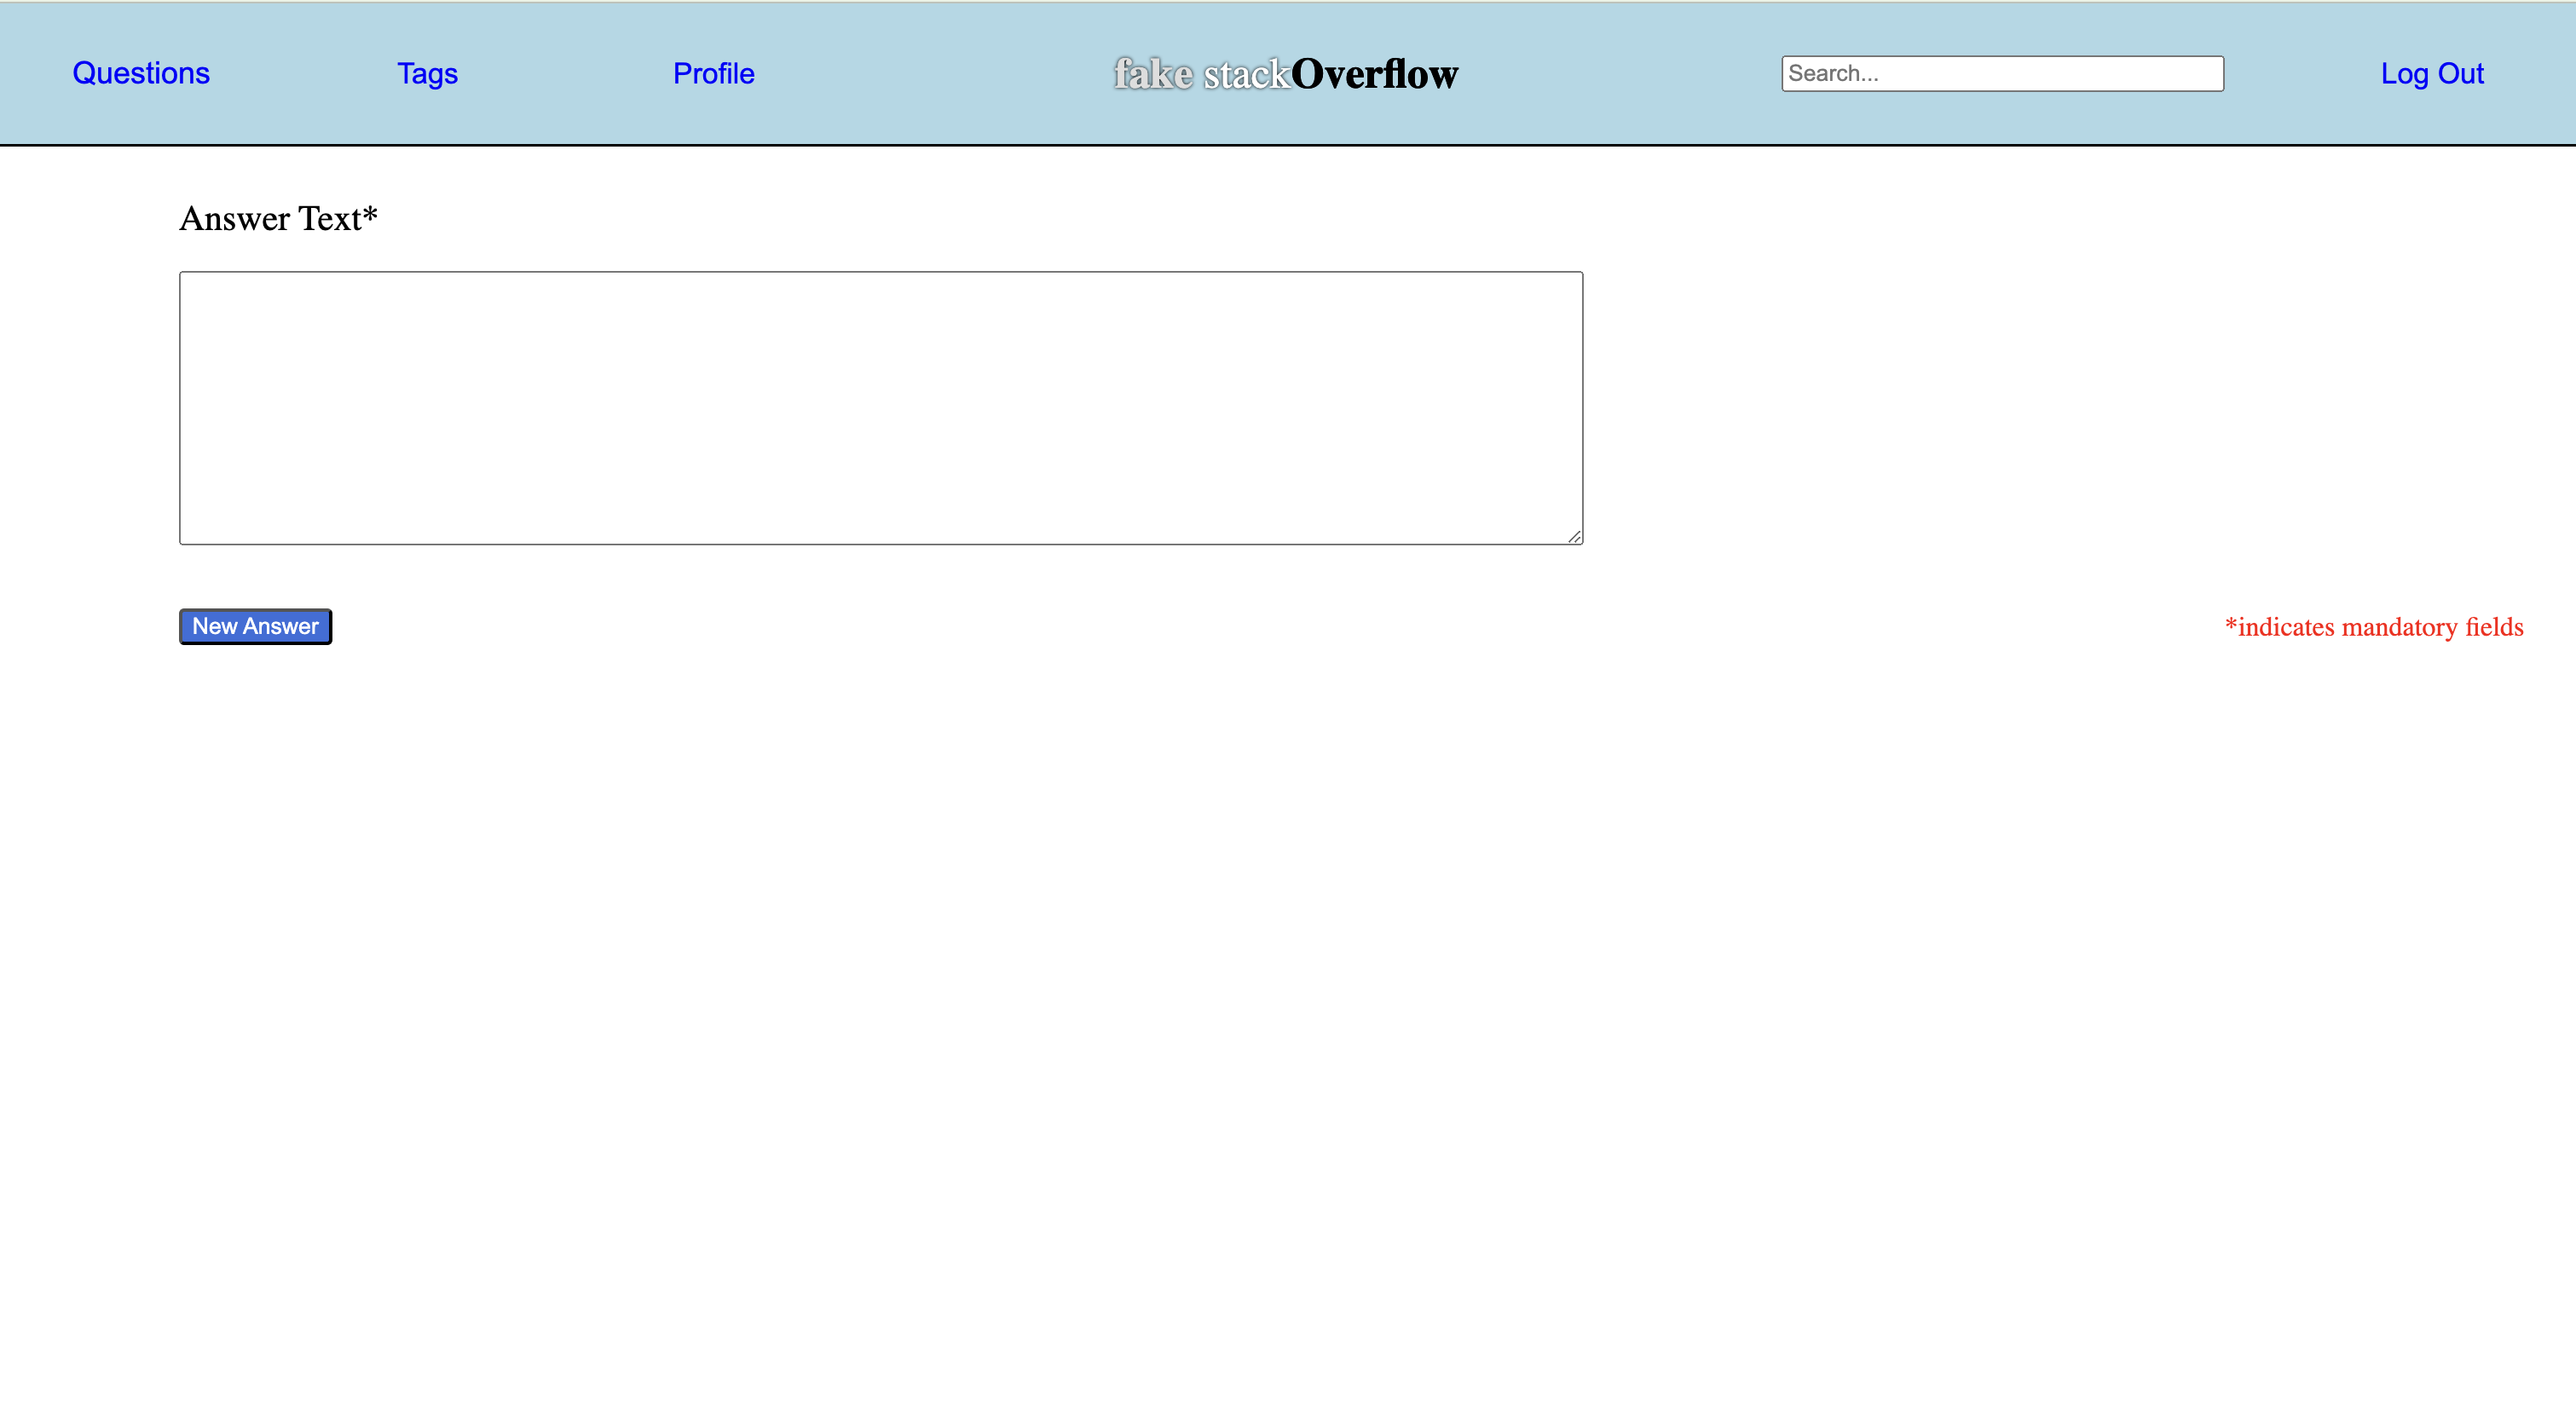 Questions Tags Profile fake stackOverflow Search... Log Out
Answer Text*
New Answer *indicates mandatory fields